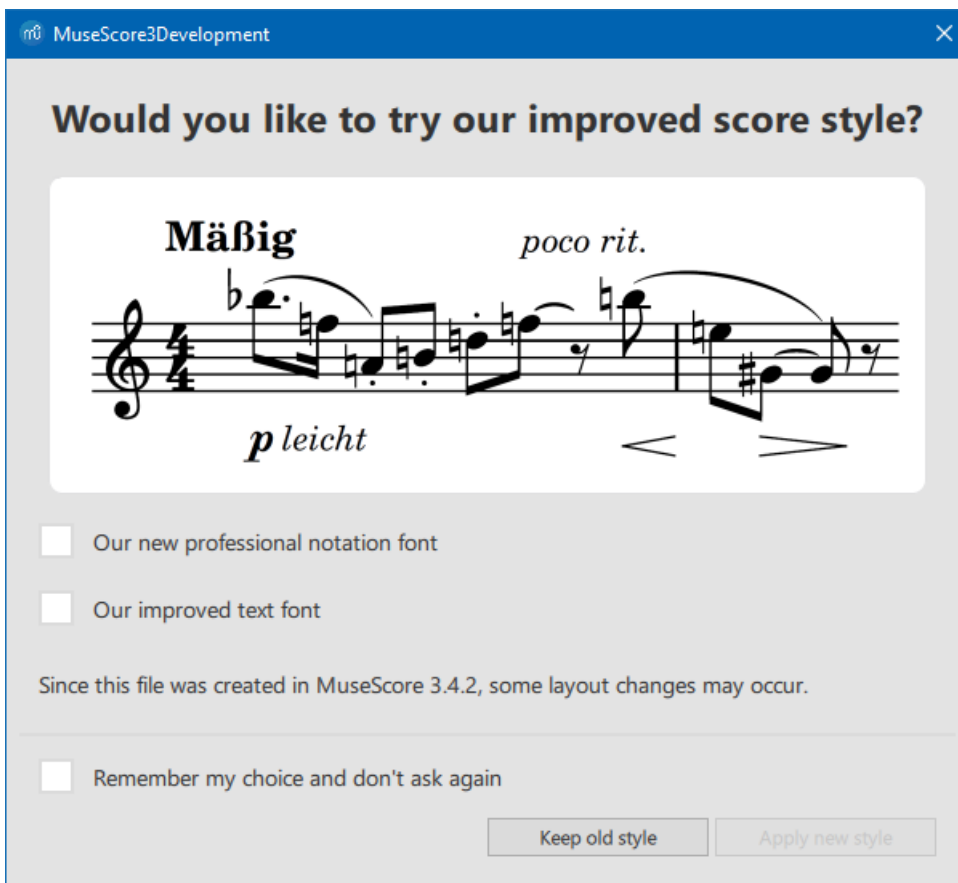 MuseScore3Development
Would you like to try our improved score style?
Mäßig
poco rit.
4
4
p leicht
Our new professional notation font
Our improved text font
Since this file was created in MuseScore 3.4.2, some layout changes may occur.
Remember my choice and don't ask again
Keep old style
Apply new style